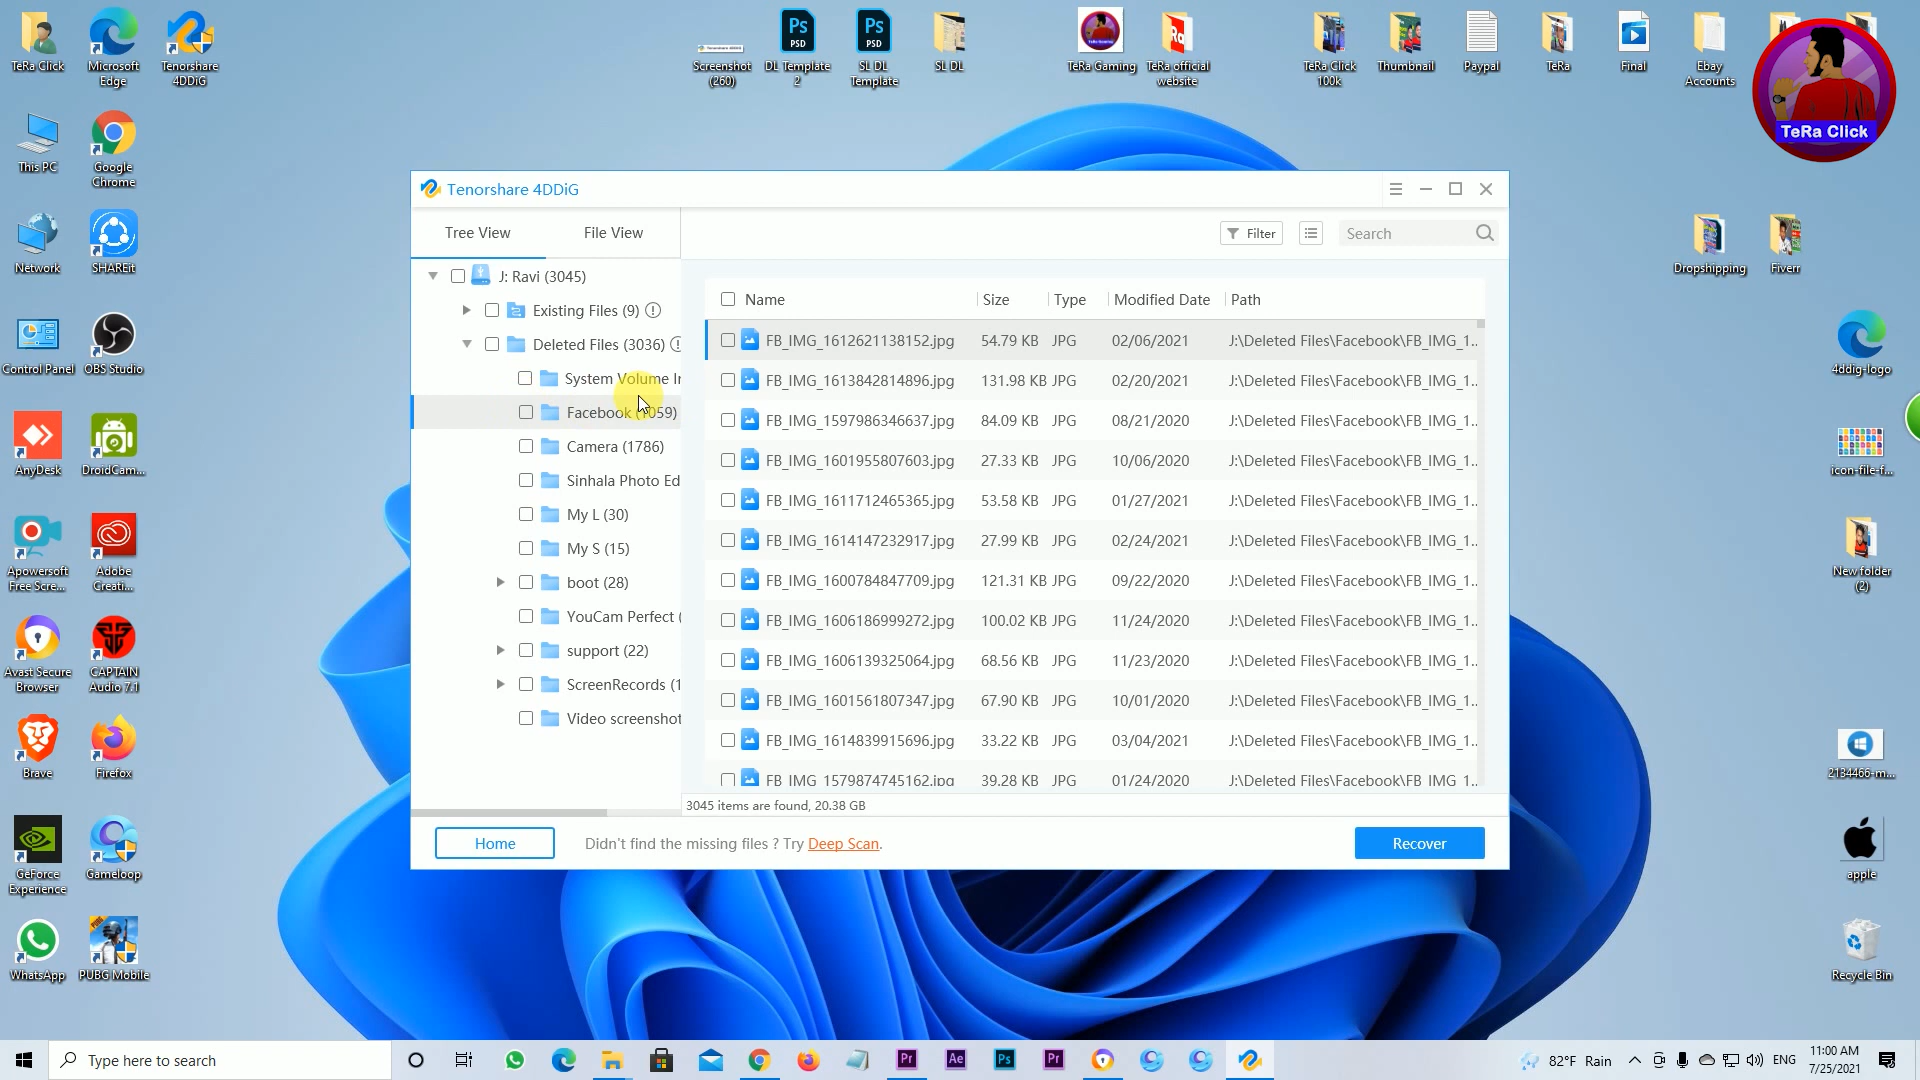 TeRa Click
Microsoft
Edge
Tenorshare
4DDiG
Screenshot
(260)
DL Template
2
SL DL
Template
SL DL
TeRa Gaming
TeRa official
website
TeRa Click
100k
Thumbnail
Paypal
TeRa
Final
Ebay
Accounts
TeRa Click
This PC
Google
Chrome
Network
SHAREit
Dropshipping
Fiverr
Control Panel
OBS Studio
4ddig-logo
AnyDesk
DroidCam...
icon-file-f...
Apowersoft
Free Scre...
Adobe
Creati...
New folder
(2)
Avast Secure
Browser
CAPTAIN
Audio 7.1
Brave
Firefox
2134466-m...
GeForce
Experience
Gameloop
apple
WhatsApp
PUBG Mobile
Recycle Bin
Tenorshare 4DDiG
Tree View
File View
Filter
Search
J: Ravi (3045)
Existing Files (9)
Deleted Files (3036)
System Volume Ir
Facebook (1059)
Camera (1786)
Sinhala Photo Ed
My L (30)
My S (15)
boot (28)
YouCam Perfect (
support (22)
ScreenRecords (1
Video screenshot
Name Size Type Modified Date Path
FB_IMG_1612621138152.jpg 54.79 KB JPG 02/06/2021 J:\Deleted Files\Facebook\FB_IMG_1..
FB_IMG_1613842814896.jpg 131.98 KB JPG 02/20/2021 J:\Deleted Files\Facebook\FB_IMG_1..
FB_IMG_1597986346637.jpg 84.09 KB JPG 08/21/2020 J:\Deleted Files\Facebook\FB_IMG_1..
FB_IMG_1601955807603.jpg 27.33 KB JPG 10/06/2020 J:\Deleted Files\Facebook\FB_IMG_1..
FB_IMG_1611712465365.jpg 53.58 KB JPG 01/27/2021 J:\Deleted Files\Facebook\FB_IMG_1..
FB_IMG_1614147232917.jpg 27.99 KB JPG 02/24/2021 J:\Deleted Files\Facebook\FB_IMG_1..
FB_IMG_1600784847709.jpg 121.31 KB JPG 09/22/2020 J:\Deleted Files\Facebook\FB_IMG_1..
FB_IMG_1606186999272.jpg 100.02 KB JPG 11/24/2020 J:\Deleted Files\Facebook\FB_IMG_1..
FB_IMG_1606139325064.jpg 68.56 KB JPG 11/23/2020 J:\Deleted Files\Facebook\FB_IMG_1..
FB_IMG_1601561807347.jpg 67.90 KB JPG 10/01/2020 J:\Deleted Files\Facebook\FB_IMG_1..
FB_IMG_1614839915696.jpg 33.22 KB JPG 03/04/2021 J:\Deleted Files\Facebook\FB_IMG_1..
FB_IMG_1579874745162.jpg 39.28 KB JPG 01/24/2020 J:\Deleted Files\Facebook\FB_IMG_1..
3045 items are found, 20.38 GB
Home
Didn't find the missing files ? Try Deep Scan.
Recover
Type here to search
82°F Rain
ENG
11:00 AM
7/25/2021